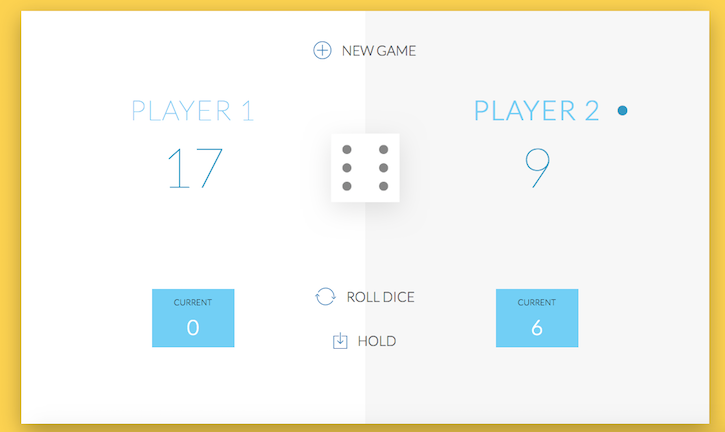 NEW GAME
PLAYER 1
17
PLAYER 2
9
CURRENT
0
ROLL DICE
HOLD
CURRENT
6